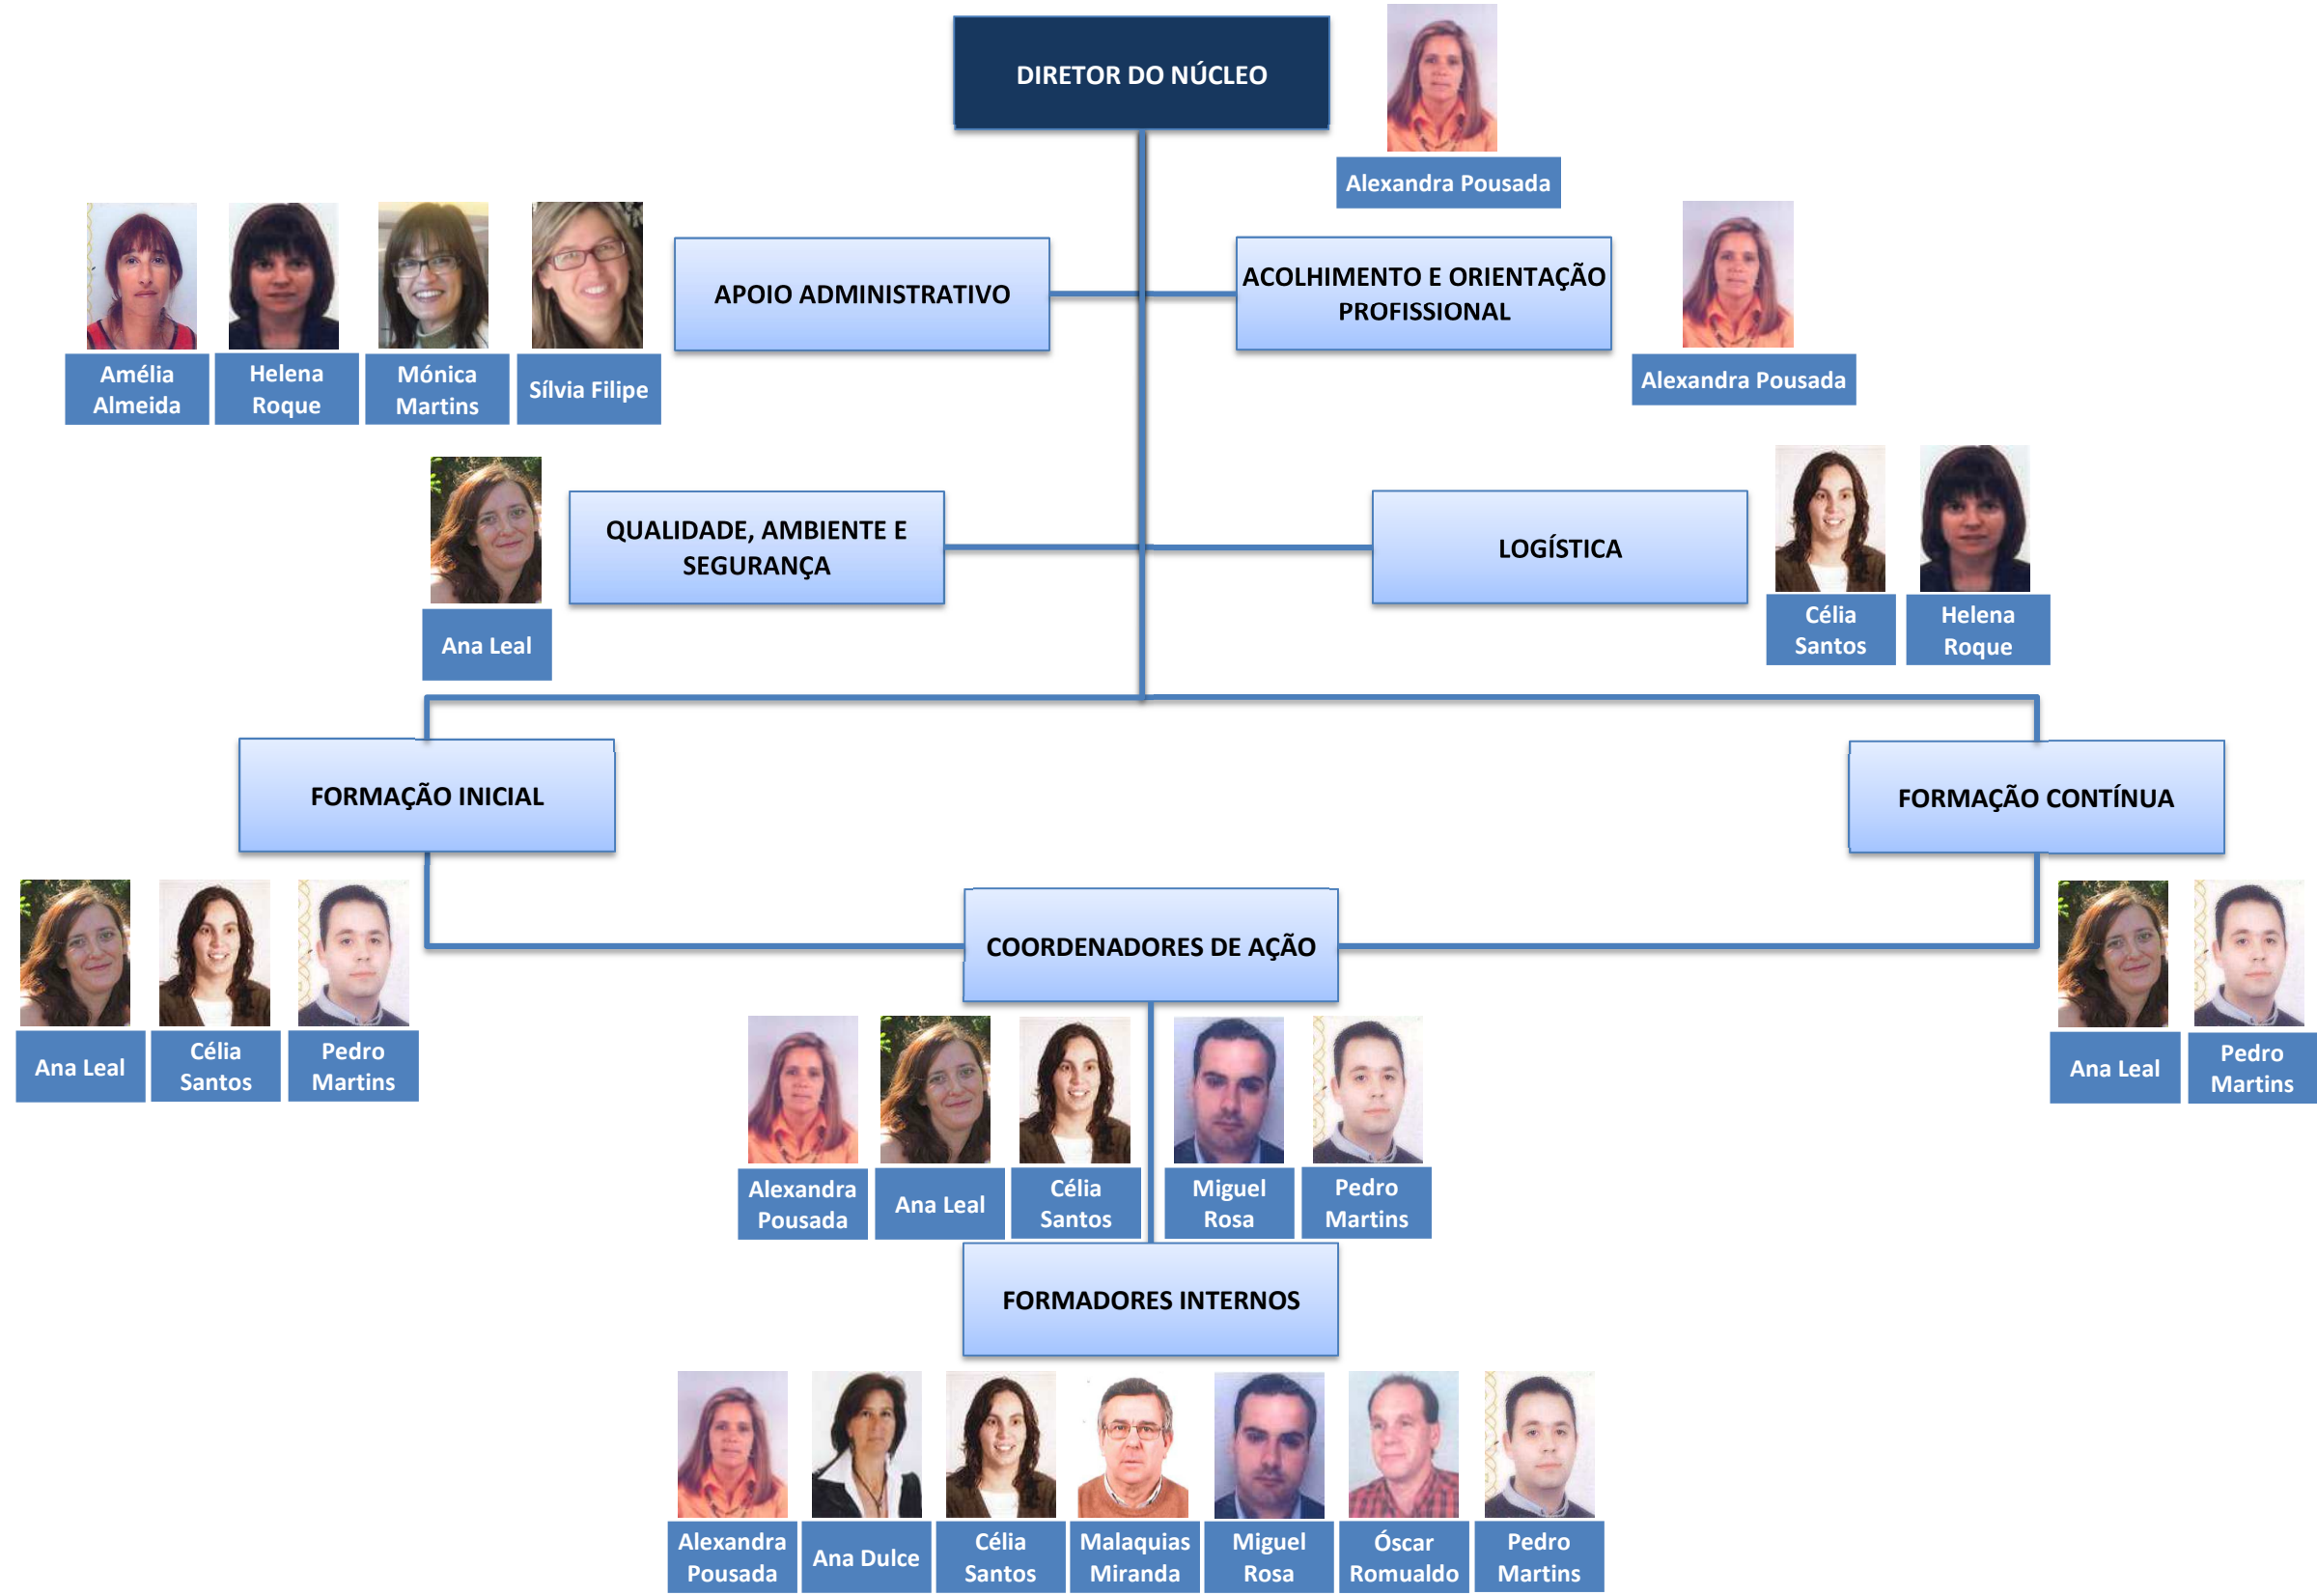 DIRETOR DO NÚCLEO
Alexandra Pousada
APOIO ADMINISTRATIVO
ACOLHIMENTO E ORIENTAÇÃO
PROFISSIONAL
Amélia
Almeida
Helena
Roque
Mónica
Martins
Sílvia Filipe
Alexandra Pousada
QUALIDADE, AMBIENTE E
SEGURANÇA
LOGÍSTICA
Ana Leal
Célia
Santos
Helena
Roque
FORMAÇÃO INICIAL
FORMAÇÃO CONTÍNUA
COORDENADORES DE AÇÃO
Ana Leal
Célia
Santos
Pedro
Martins
Ana Leal
Pedro
Martins
Alexandra
Pousada
Ana Leal
Célia
Santos
Miguel
Rosa
Pedro
Martins
FORMADORES INTERNOS
Alexandra
Pousada
Ana Dulce
Célia
Santos
Malaquias
Miranda
Miguel
Rosa
Óscar
Romualdo
Pedro
Martins